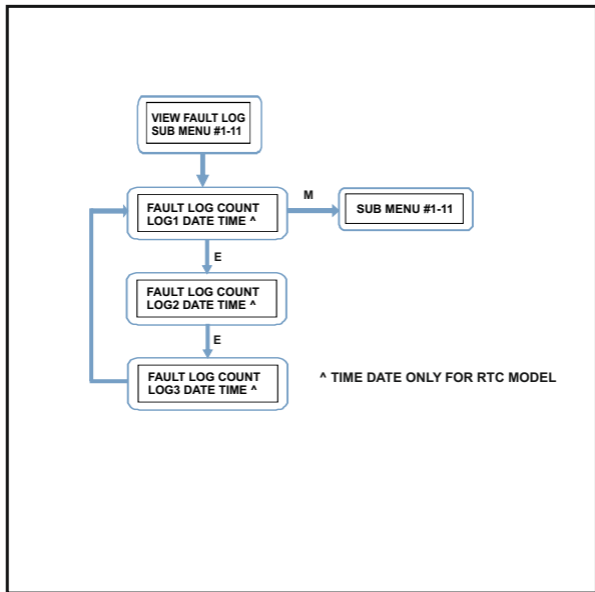 VIEW FAULT LOG
SUB MENU #1-11
FAULT LOG COUNT
LOG1 DATE TIME ^
M
SUB MENU #1-11
E
FAULT LOG COUNT
LOG2 DATE TIME ^
E
FAULT LOG COUNT
LOG3 DATE TIME ^
^ TIME DATE ONLY FOR RTC MODEL